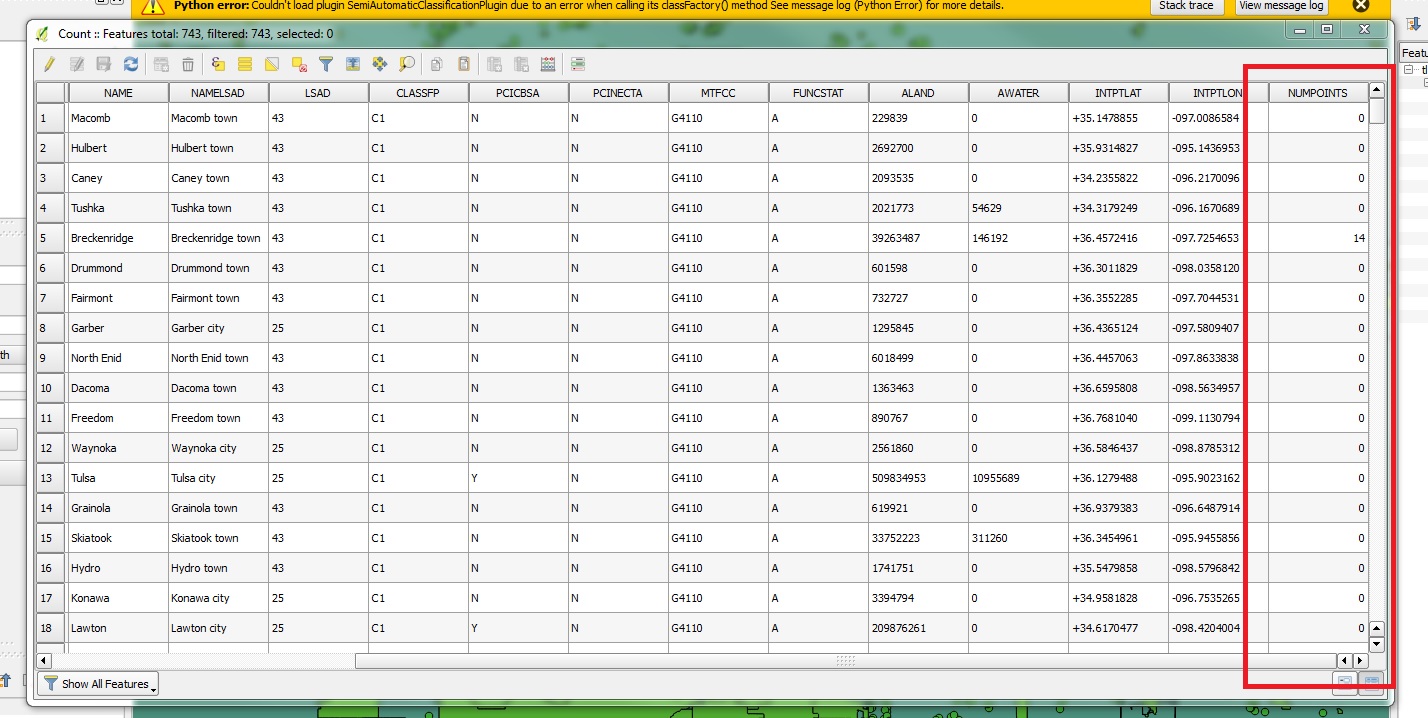 Python error: Couldn't load plugin SemiAutomaticClassificationPlugin due to an error when calling its classFactory() method See message log (Python Error) for more details. Stack trace View message log
Count :: Features total: 743, filtered: 743, selected: 0
Featu
NAME NAMELSAD LSAD CLASSFP PCICBSA PCINECTA MTFCC FUNCSTAT ALAND AWATER INTPTLAT INTPTLON NUMPOINTS
1 Macomb Macomb town 43 C1 N N G4110 A 229839 0 +35.1478855 -097.0086584 0
2 Hulbert Hulbert town 43 C1 N N G4110 A 2692700 0 +35.9314827 -095.1436953 0
3 Caney Caney town 43 C1 N N G4110 A 2093535 0 +34.2355822 -096.2170096 0
4 Tushka Tushka town 43 C1 N N G4110 A 2021773 54629 +34.3179249 -096.1670689 0
5 Breckenridge Breckenridge town 43 C1 N N G4110 A 39263487 146192 +36.4572416 -097.7254653 14
6 Drummond Drummond town 43 C1 N N G4110 A 601598 0 +36.3011829 -098.0358120 0
7 Fairmont Fairmont town 43 C1 N N G4110 A 732727 0 +36.3552285 -097.7044531 0
8 Garber Garber city 25 C1 N N G4110 A 1295845 0 +36.4365124 -097.5809407 0
th
9 North Enid North Enid town 43 C1 N N G4110 A 6018499 0 +36.4457063 -097.8633838 0
10 Dacoma Dacoma town 43 C1 N N G4110 A 1363463 0 +36.6595808 -098.5634957 0
11 Freedom Freedom town 43 C1 N N G4110 A 890767 0 +36.7681040 -099.1130794 0
12 Waynoka Waynoka city 25 C1 N N G4110 A 2561860 0 +36.5846437 -098.8785312 0
13 Tulsa Tulsa city 25 C1 Y N G4110 A 509834953 10955689 +36.1279488 -095.9023162 0
14 Grainola Grainola town 43 C1 N N G4110 A 619921 0 +36.9379383 -096.6487914 0
15 Skiatook Skiatook town 43 C1 N N G4110 A 33752223 311260 +36.3454961 -095.9455856 0
16 Hydro Hydro town 43 C1 N N G4110 A 1741751 0 +35.5479858 -098.5796842 0
17 Konawa Konawa city 25 C1 N N G4110 A 3394794 0 +34.9581828 -096.7535265 0
18 Lawton Lawton city 25 C1 Y N G4110 A 209876261 0 +34.6170477 -098.4204004 0
Show All Features